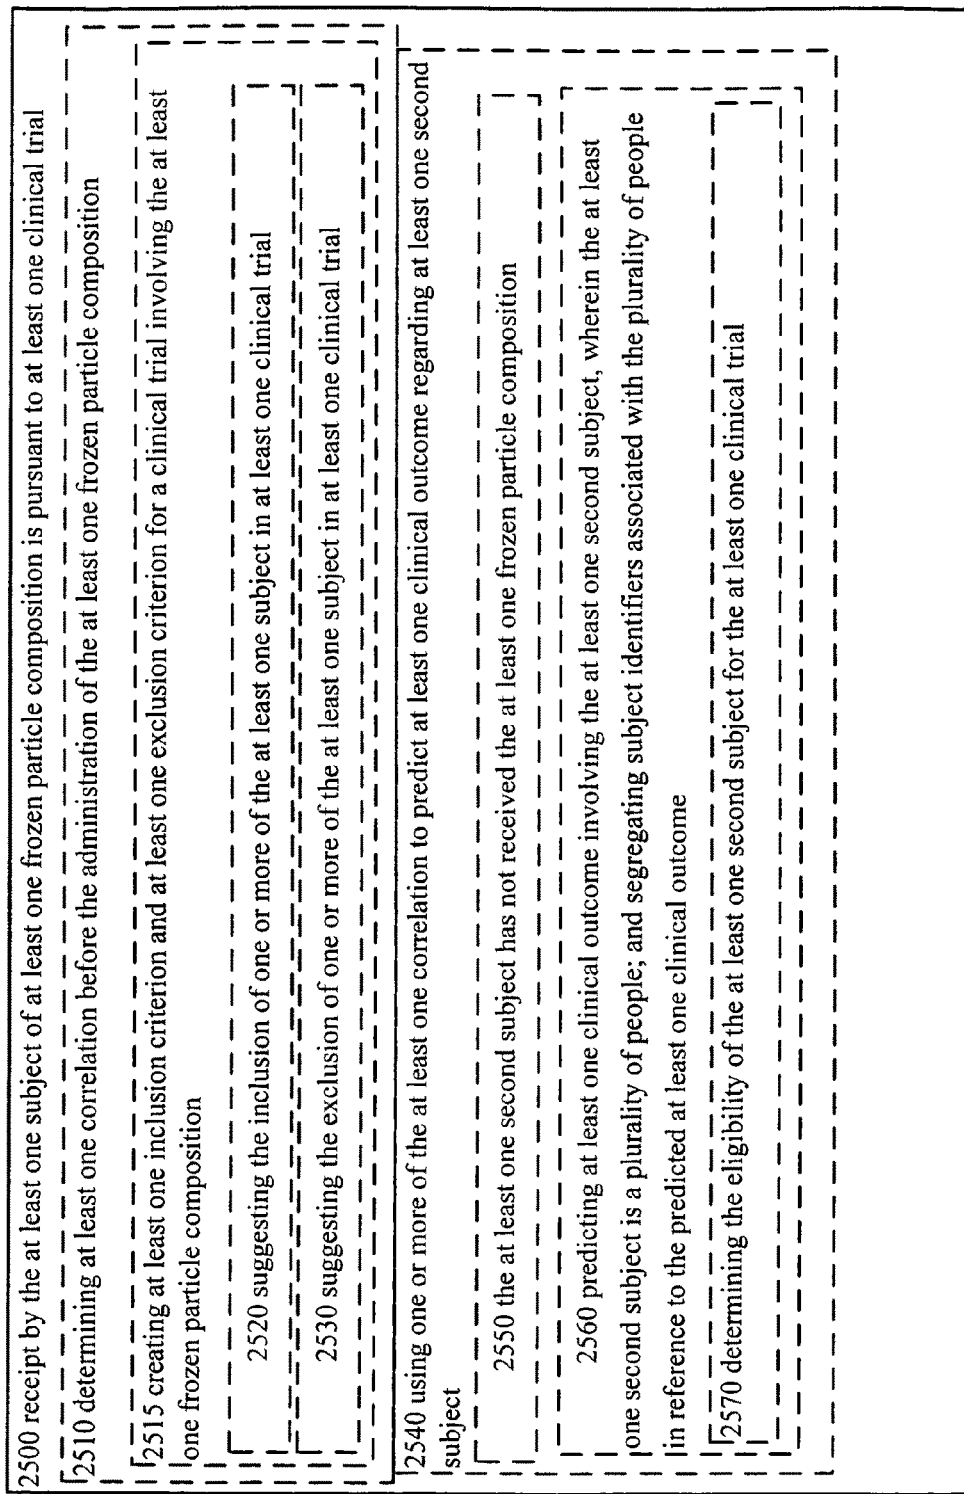 2500 receipt by the at least one subject of at least one frozen particle composition is pursuant to at least one clinical trial
2510 determining at least one correlation before the administration of the at least one frozen particle composition
2515 creating at least one inclusion criterion and at least one exclusion criterion for a clinical trial involving the at least
one frozen particle composition
2520 suggesting the inclusion of one or more of the at least one subject in at least one clinical trial
2530 suggesting the exclusion of one or more of the at least one subject in at least one clinical trial
2540 using one or more of the at least one correlation to predict at least one clinical outcome regarding at least one second
subject
2550 the at least one second subject has not received the at least one frozen particle composition
2560 predicting at least one clinical outcome involving the at least one second subject, wherein the at least
one second subject is a plurality of people; and segregating subject identifiers associated with the plurality of people
in reference to the predicted at least one clinical outcome
2570 determining the eligibility of the at least one second subject for the at least one clinical trial